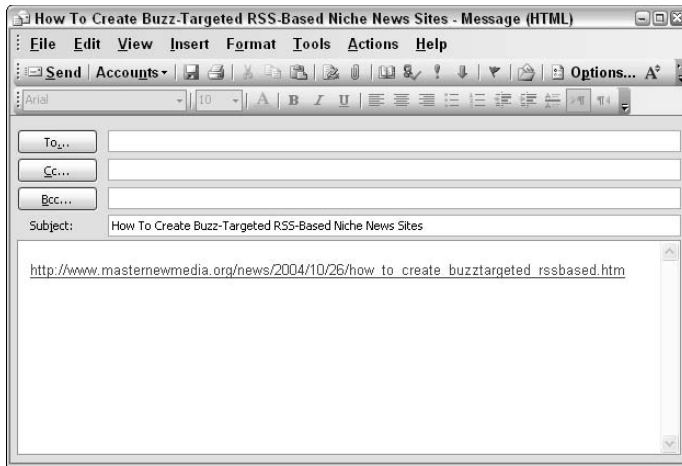 How To Create Buzz-Targeted RSS-Based Niche News Sites - Message (HTML)
File Edit View Insert Format Tools Actions Help
Send Accounts Options... A
Arial 10 A B I U
To...
Cc...
Bcc...
Subject: How To Create Buzz-Targeted RSS-Based Niche News Sites
http://www.masternewmedia.org/news/2004/10/26/how_to_create_buzztargeted_rssbased.htm